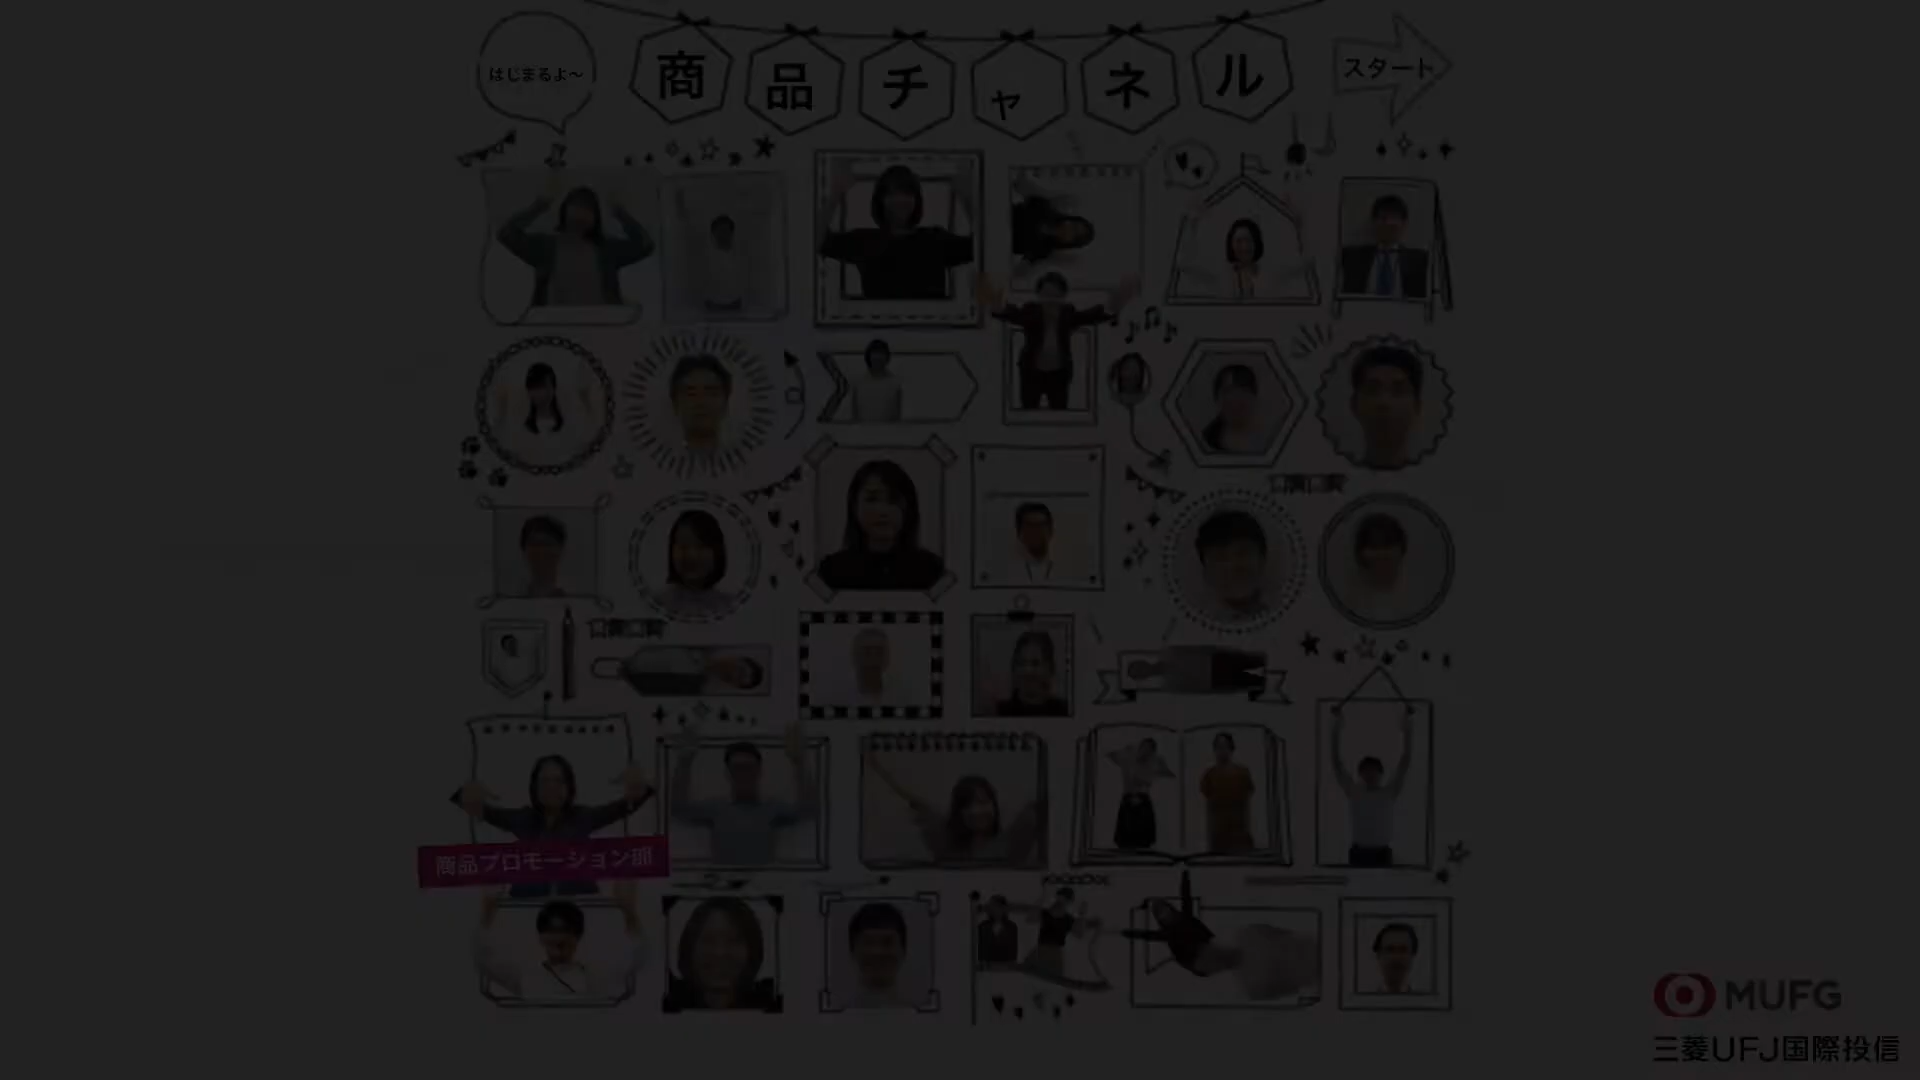 はじまるよ～
商品チャネル
スタート
商品プロモーション部
MUFG
三菱UFJ国際投信